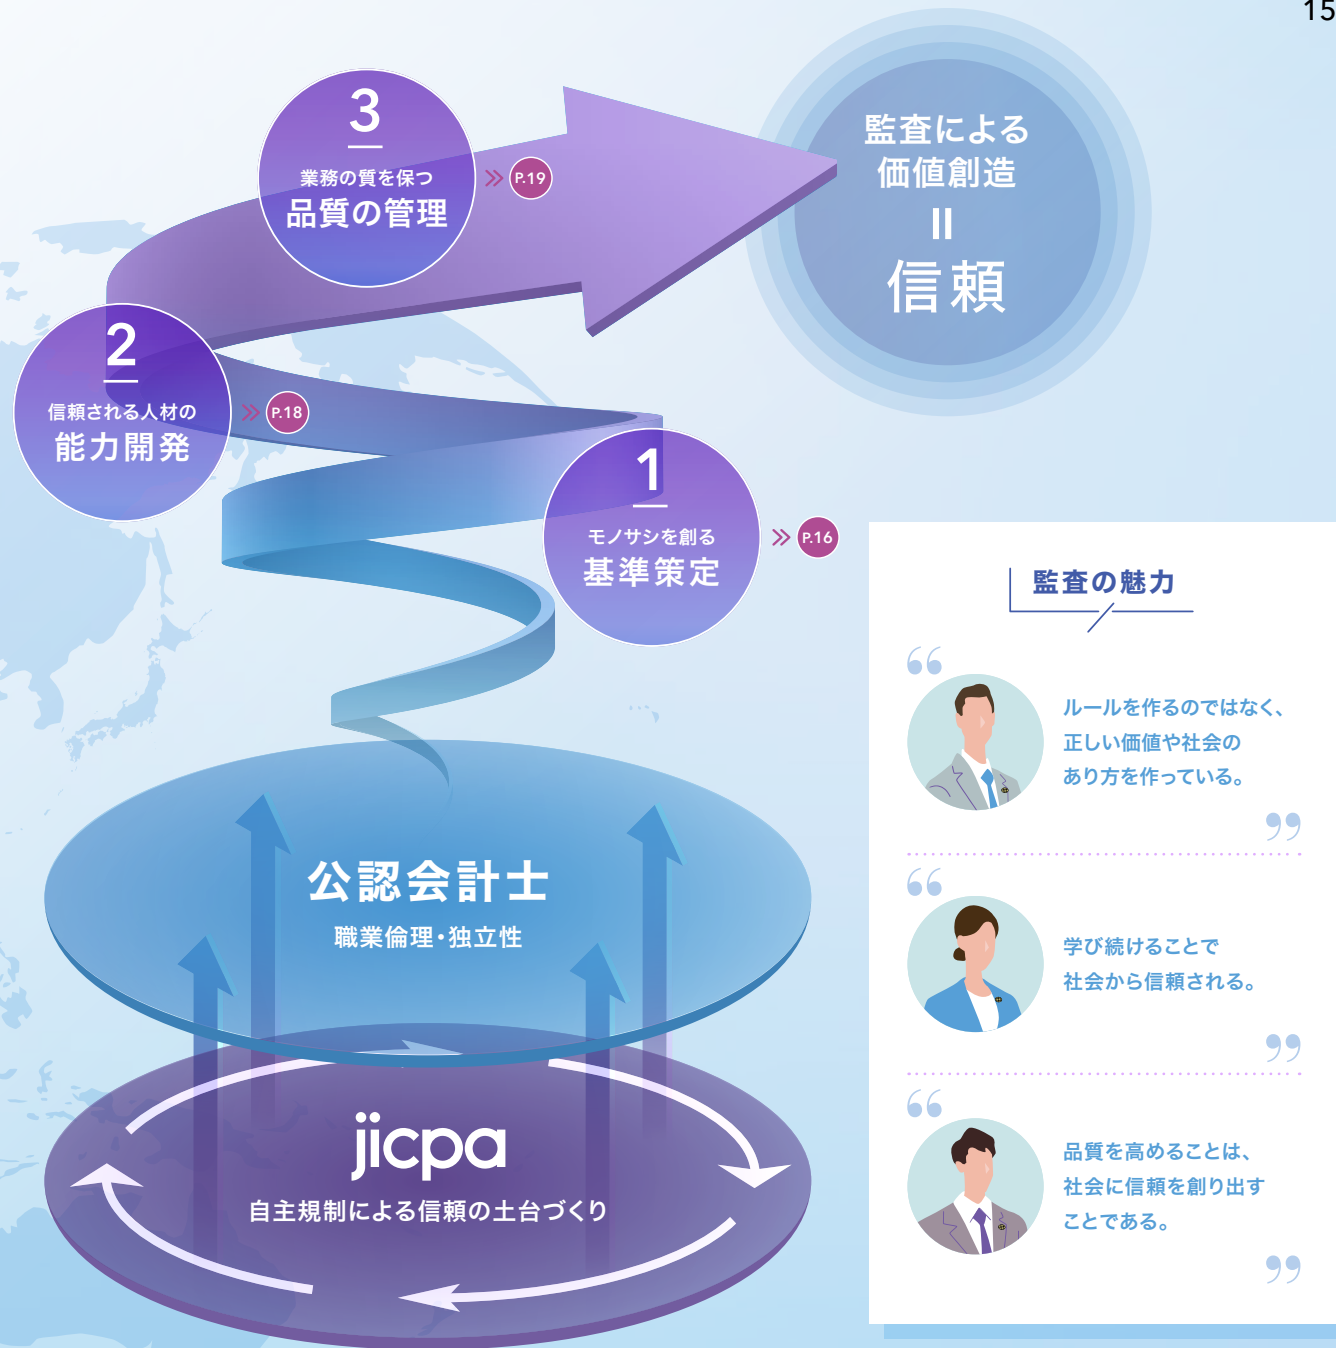 15
3
業務の質を保つ
品質の管理
P.19
監査による
価値創造
=
信頼
2
信頼される人材の
能力開発
P.18
1
モノサシを創る
基準策定
P.16
公認会計士
職業倫理・独立性
jicpa
自主規制による信頼の土台づくり
監査の魅力
“
ルールを作るのではなく、
正しい価値や社会の
あり方を作っている。
”
“
学び続けることで
社会から信頼される。
”
“
品質を高めることは、
社会に信頼を創り出す
ことである。
”